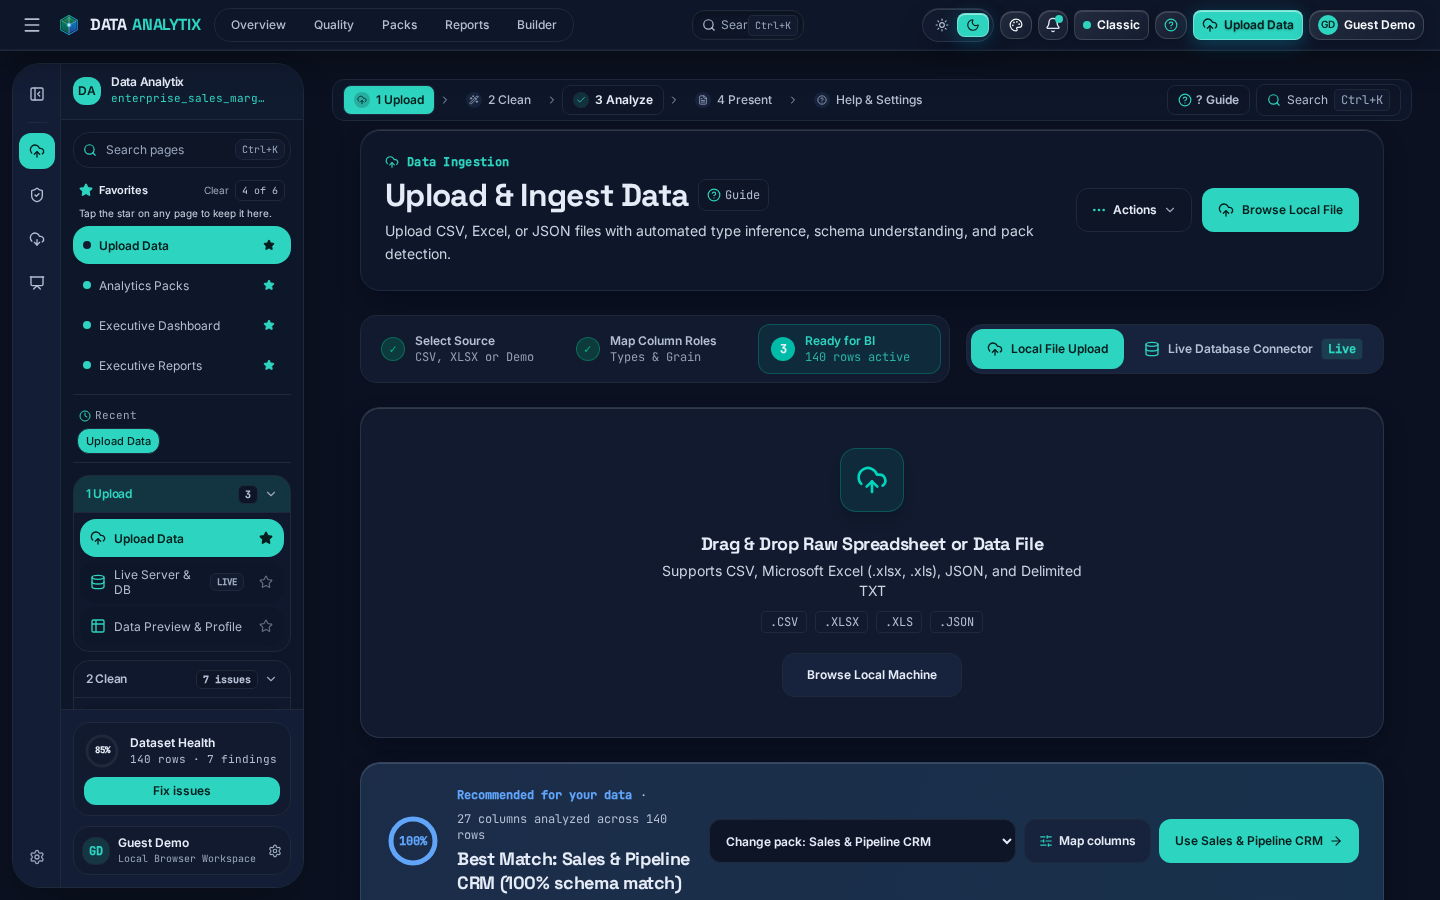 DATA ANALYTIX
Overview
Quality
Packs
Reports
Builder
Sear
Ctrl+K
Classic
Upload Data
GD
Guest Demo
DA
Data Analytix
enterprise_sales_marg…
Search pages
Ctrl+K
Favorites
Clear
4 of 6
Tap the star on any page to keep it here.
Upload Data
Analytics Packs
Executive Dashboard
Executive Reports
Recent
Upload Data
1 Upload
3
Upload Data
Live Server &
DB
LIVE
Data Preview & Profile
2 Clean
7 issues
85%
Dataset Health
140 rows · 7 findings
Fix issues
GD
Guest Demo
Local Browser Workspace
1 Upload
2 Clean
3 Analyze
4 Present
Help & Settings
? Guide
Search
Ctrl+K
Data Ingestion
Upload & Ingest Data
Guide
Upload CSV, Excel, or JSON files with automated type inference, schema understanding, and pack
detection.
Actions
Browse Local File
Select Source
CSV, XLSX or Demo
Map Column Roles
Types & Grain
3
Ready for BI
140 rows active
Local File Upload
Live Database Connector
Live
Drag & Drop Raw Spreadsheet or Data File
Supports CSV, Microsoft Excel (.xlsx, .xls), JSON, and Delimited
TXT
.CSV
.XLSX
.XLS
.JSON
Browse Local Machine
100%
Recommended for your data ·
27 columns analyzed across 140
rows
Best Match: Sales & Pipeline
CRM (100% schema match)
Change pack: Sales & Pipeline CRM
Map columns
Use Sales & Pipeline CRM →